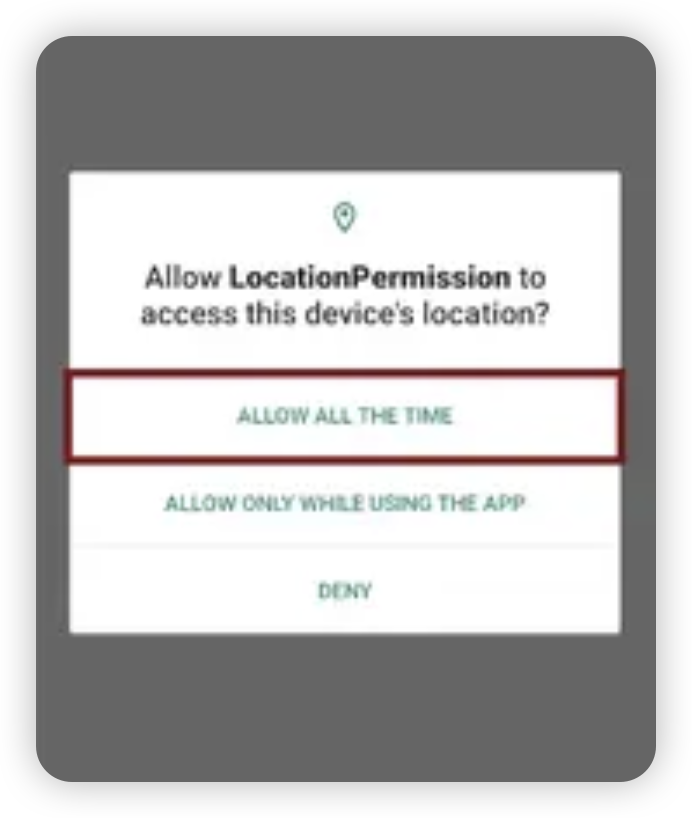 Allow LocationPermission to
access this device's location?
ALLOW ALL THE TIME
ALLOW ONLY WHILE USING THE APP
DENY